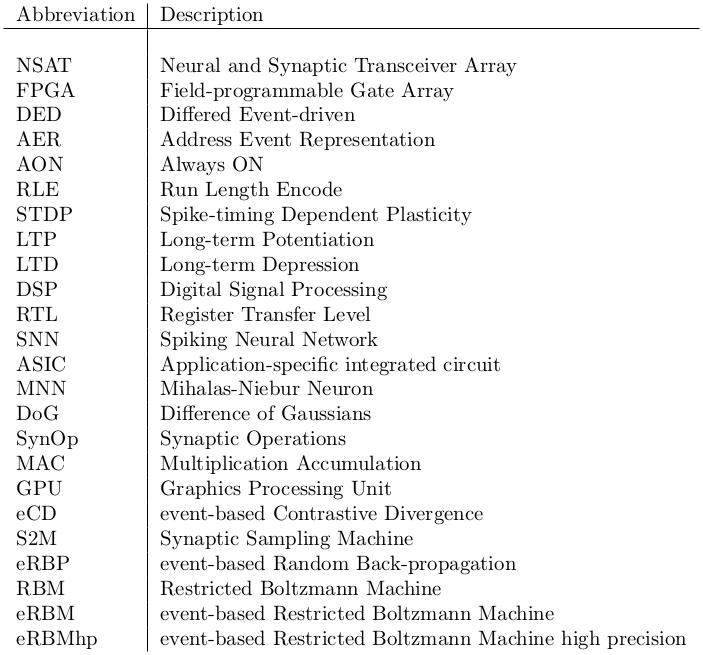 Abbreviation Description
NSAT Neural and Synaptic Transceiver Array
FPGA Field-programmable Gate Array
DED Differed Event-driven
AER Address Event Representation
AON Always ON
RLE Run Length Encode
STDP Spike-timing Dependent Plasticity
LTP Long-term Potentiation
LTD Long-term Depression
DSP Digital Signal Processing
RTL Register Transfer Level
SNN Spiking Neural Network
ASIC Application-specific integrated circuit
MNN Mihalas-Niebur Neuron
DoG Difference of Gaussians
SynOp Synaptic Operations
MAC Multiplication Accumulation
GPU Graphics Processing Unit
eCD event-based Contrastive Divergence
S2M Synaptic Sampling Machine
eRBP event-based Random Back-propagation
RBM Restricted Boltzmann Machine
eRBM event-based Restricted Boltzmann Machine
eRBMhp event-based Restricted Boltzmann Machine high precision